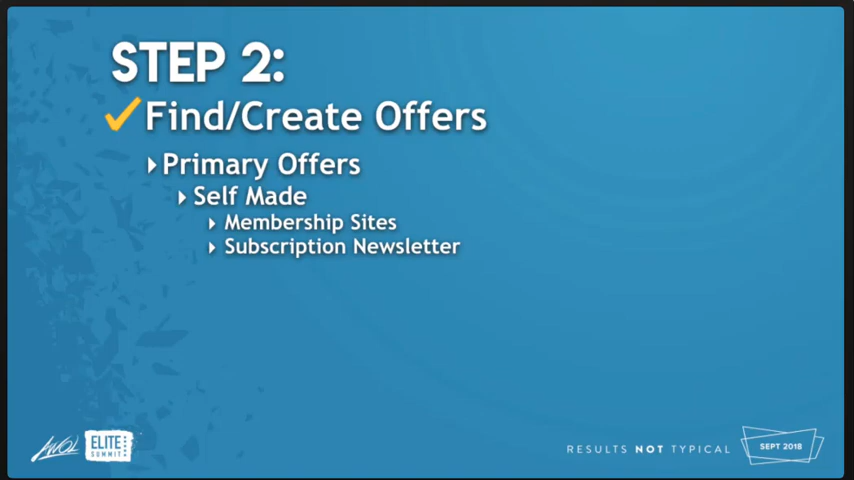 STEP 2:
Find/Create Offers
Primary Offers
Self Made
Membership Sites
Subscription Newsletter
AWOL
ELITE
SUMMIT
RESULTS NOT TYPICAL
SEPT 2018